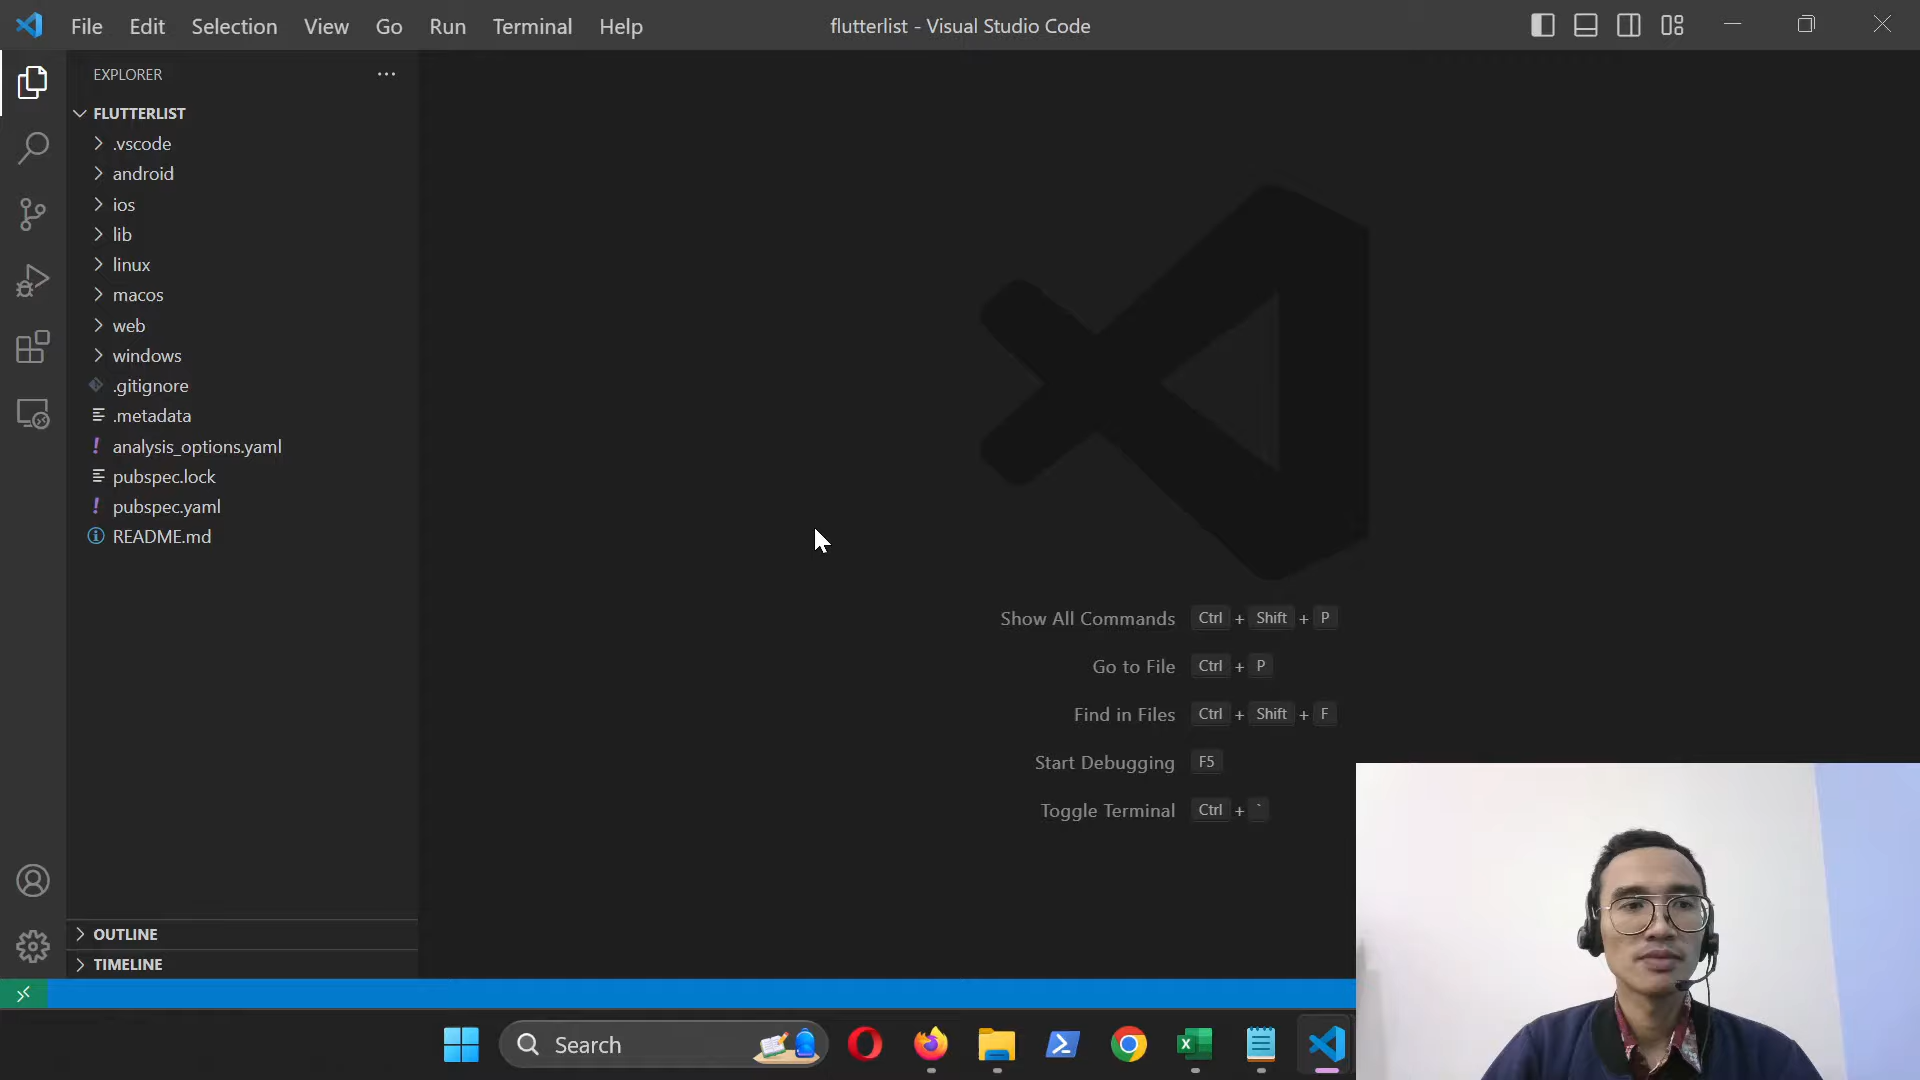 File Edit Selection View Go Run Terminal Help
flutterlist - Visual Studio Code
EXPLORER
FLUTTERLIST
.vscode
android
ios
lib
linux
macos
web
windows
.gitignore
.metadata
analysis_options.yaml
pubspec.lock
pubspec.yaml
README.md
OUTLINE
TIMELINE
Show All Commands Ctrl + Shift + P
Go to File Ctrl + P
Find in Files Ctrl + Shift + F
Start Debugging F5
Toggle Terminal Ctrl + `
Search